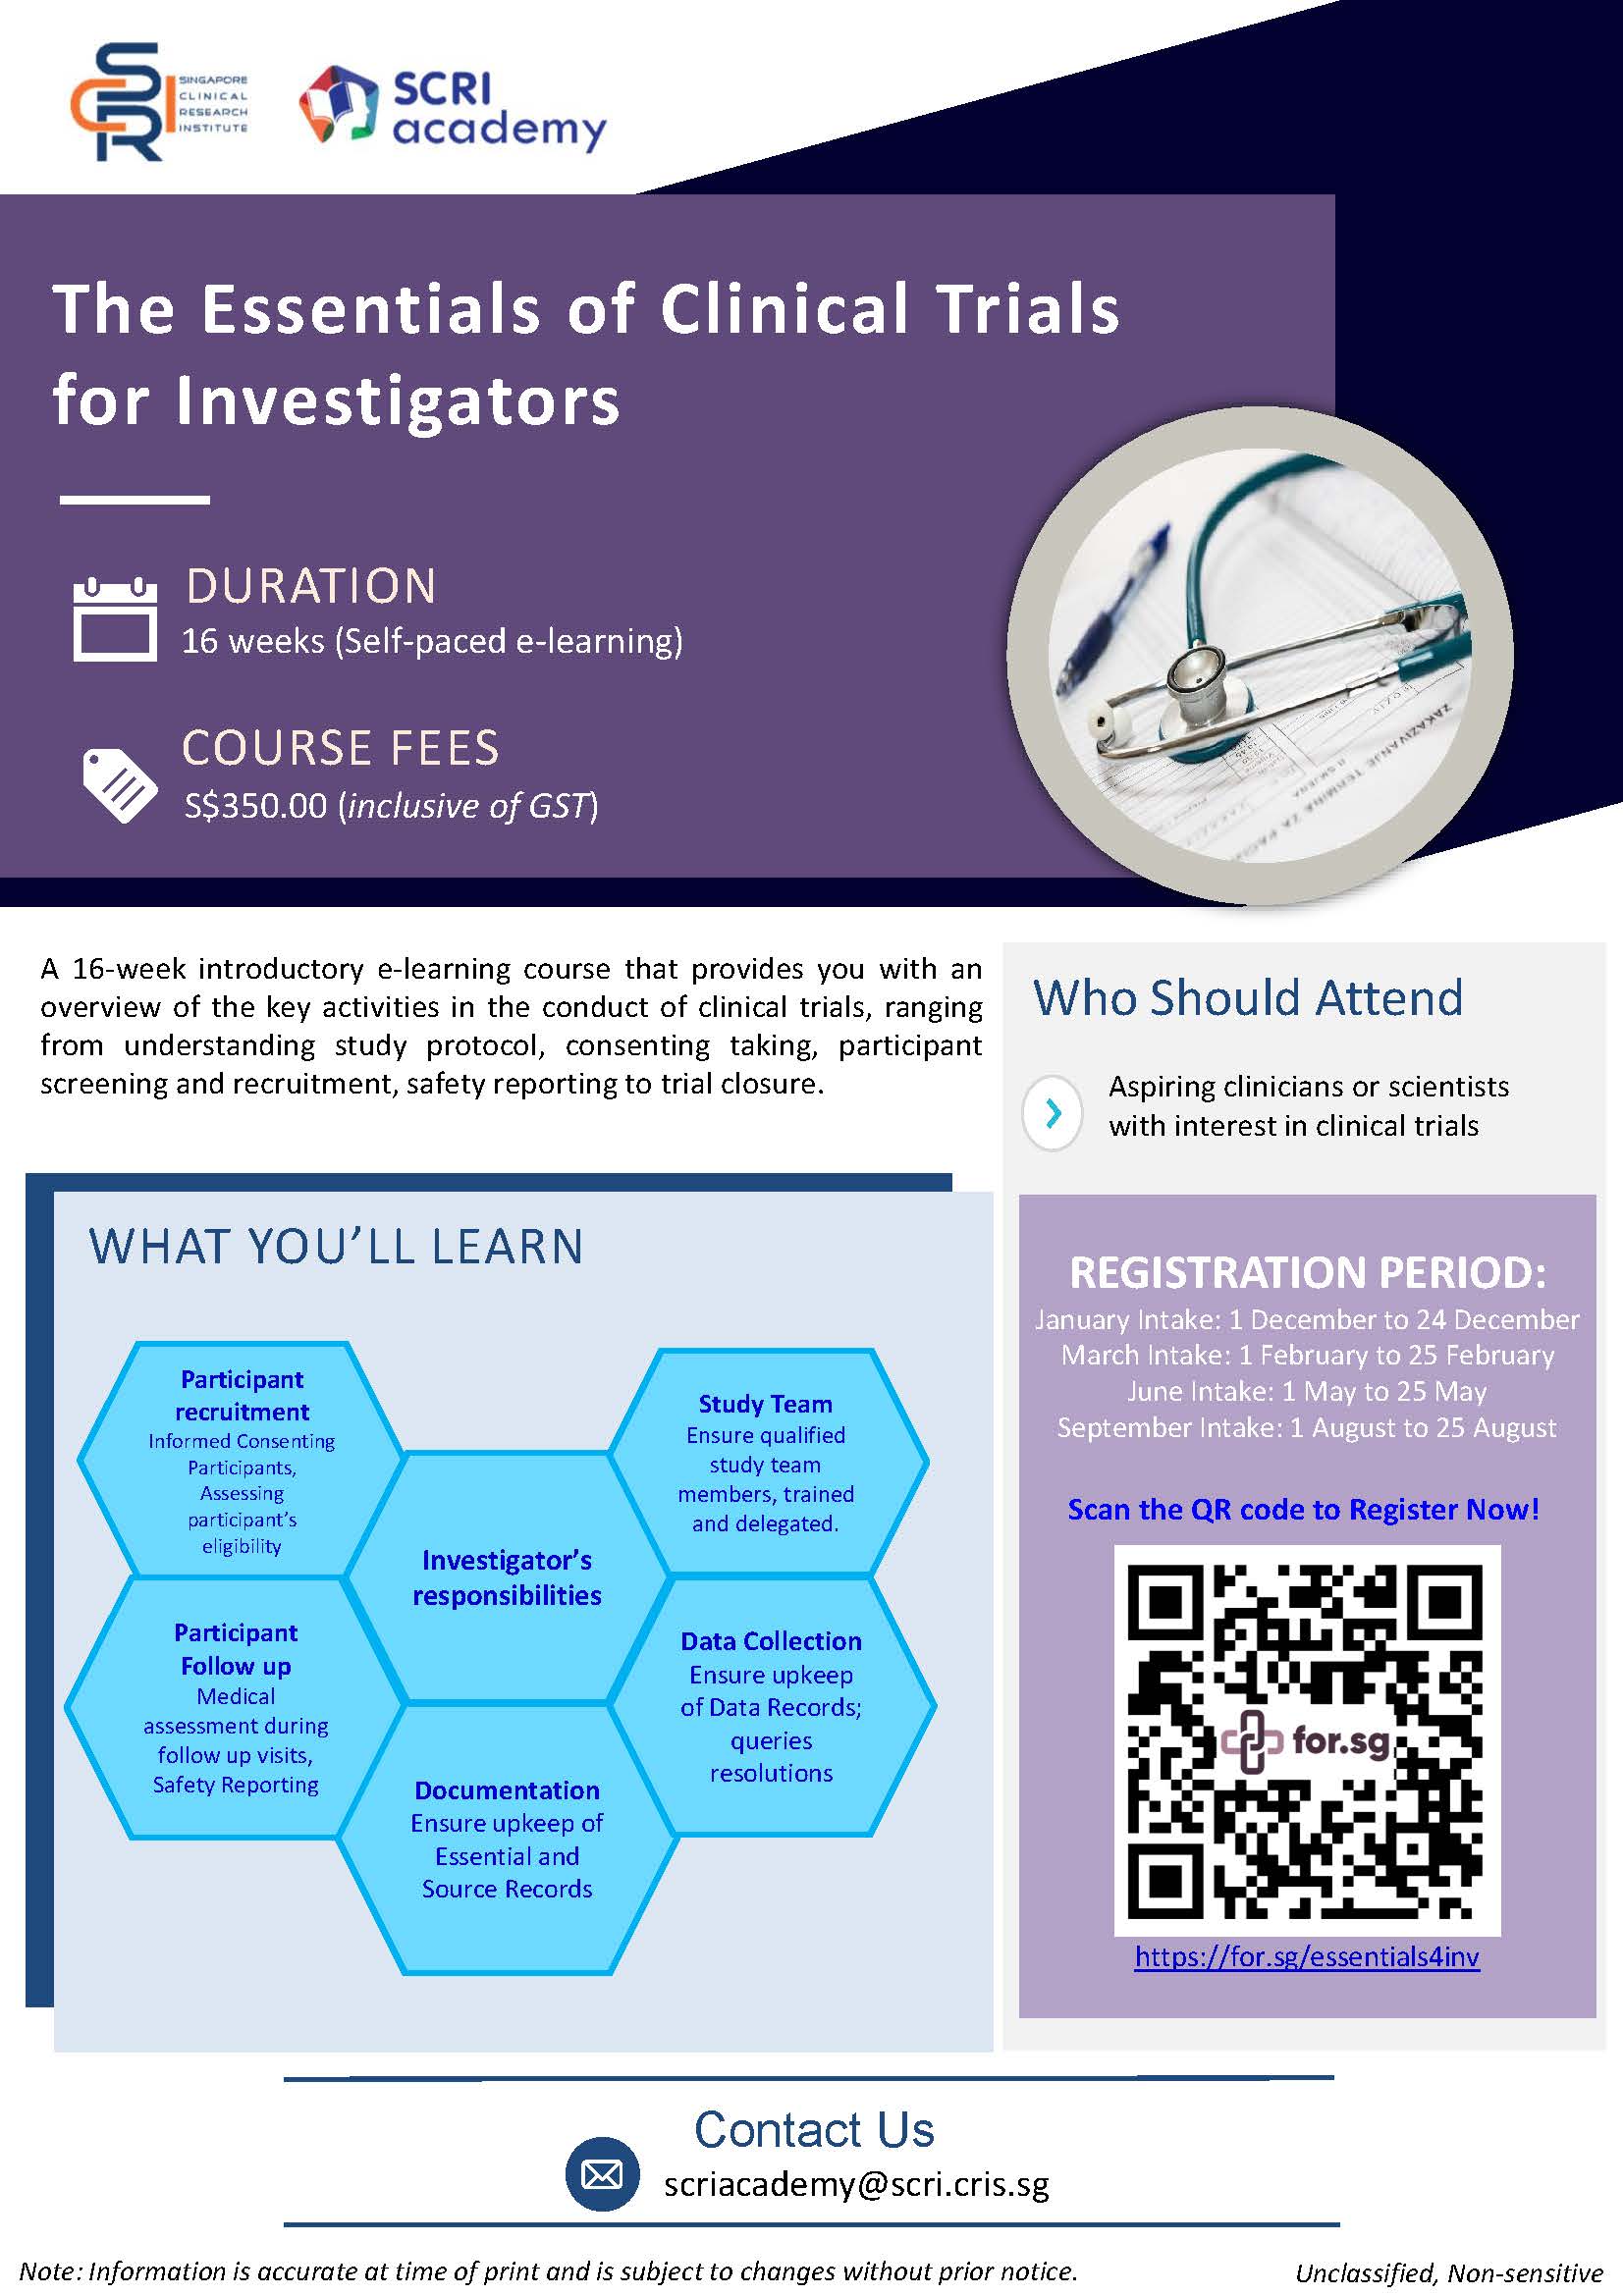 SINGAPORE
CLINICAL
RESEARCH
INSTITUTE
SCRI
academy
The Essentials of Clinical Trials
for Investigators
DURATION
16 weeks (Self-paced e-learning)
COURSE FEES
S$350.00 (inclusive of GST)
ZAKAZIVANJE TERMINA ZA
A 16-week introductory e-learning course that provides you with an
overview of the key activities in the conduct of clinical trials, ranging
from understanding study protocol, consenting taking, participant
screening and recruitment, safety reporting to trial closure.
Who Should Attend
Aspiring clinicians or scientists
with interest in clinical trials
WHAT YOU’LL LEARN
Participant
recruitment
Informed Consenting
Participants,
Assessing
participant’s
eligibility
Study Team
Ensure qualified
study team
members, trained
and delegated.
Investigator’s
responsibilities
Participant
Follow up
Medical
assessment during
follow up visits,
Safety Reporting
Data Collection
Ensure upkeep
of Data Records;
queries
resolutions
Documentation
Ensure upkeep of
Essential and
Source Records
REGISTRATION PERIOD:
January Intake: 1 December to 24 December
March Intake: 1 February to 25 February
June Intake: 1 May to 25 May
September Intake: 1 August to 25 August
Scan the QR code to Register Now!
for.sg
https://for.sg/essentials4inv
Contact Us
scriacademy@scri.cris.sg
Note: Information is accurate at time of print and is subject to changes without prior notice.
Unclassified, Non-sensitive